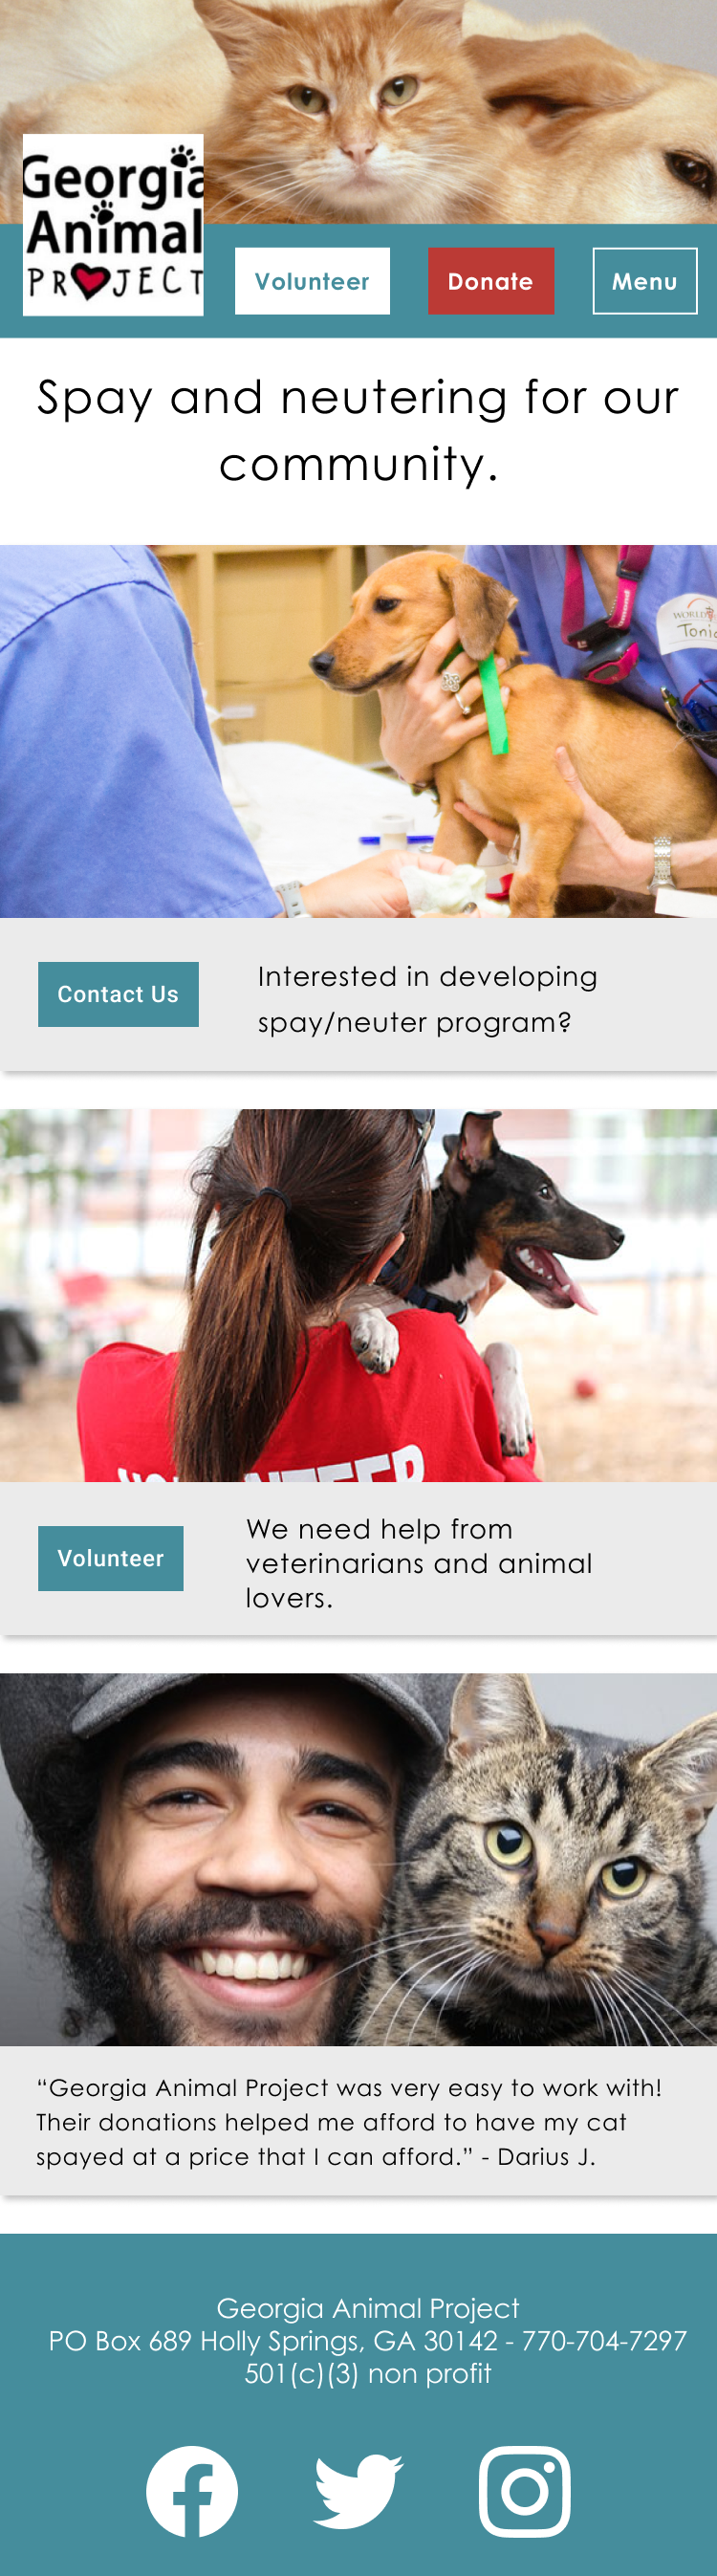 Georgia
Animal
PROJECT
Volunteer
Donate
Menu
Spay and neutering for our
community.
WORLD
Tonic
Contact Us
Interested in developing
spay/neuter program?
VOLUNTEER
Volunteer
We need help from
veterinarians and animal
lovers.
“Georgia Animal Project was very easy to work with!
Their donations helped me afford to have my cat
spayed at a price that I can afford.” - Darius J.
Georgia Animal Project
PO Box 689 Holly Springs, GA 30142 - 770-704-7297
501(c)(3) non profit